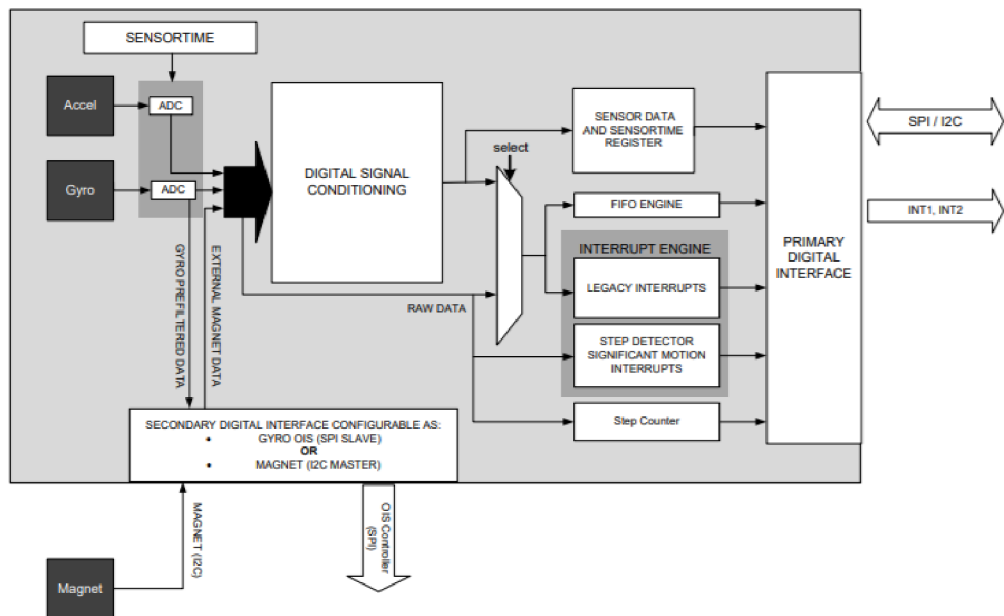 SENSORTIME
Accel
ADC
Gyro
ADC
DIGITAL SIGNAL
CONDITIONING
select
SENSOR DATA
AND SENSORTIME
REGISTER
FIFO ENGINE
INTERRUPT ENGINE
LEGACY INTERRUPTS
STEP DETECTOR
SIGNIFICANT MOTION
INTERRUPTS
Step Counter
PRIMARY
DIGITAL
INTERFACE
SPI / I2C
INT1, INT2
RAW DATA
GYRO PREFILTERED DATA
EXTERNAL MAGNET DATA
SECONDARY DIGITAL INTERFACE CONFIGURABLE AS:
• GYRO OIS (SPI SLAVE)
OR
• MAGNET (I2C MASTER)
MAGNET (I2C)
OIS Controller
(SPI)
Magnet